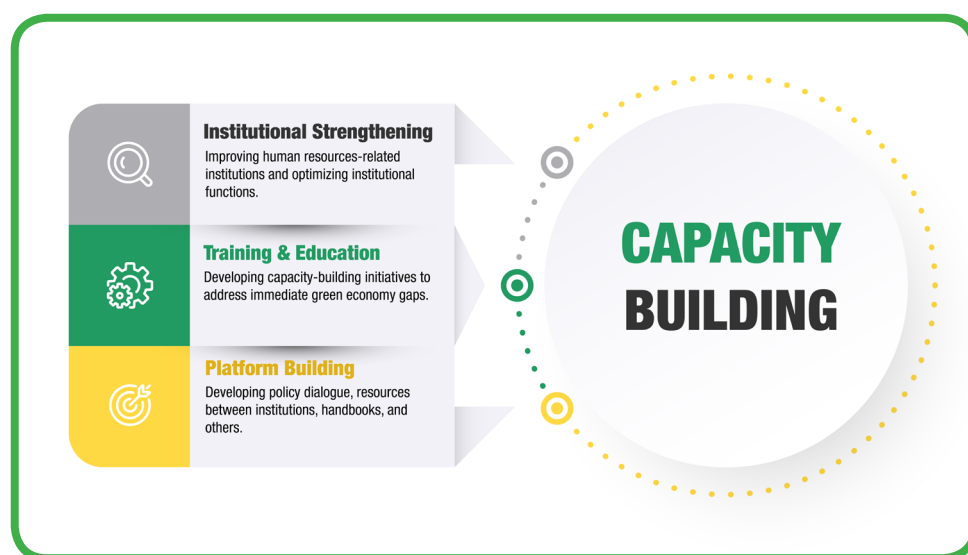 Institutional Strengthening
Improving human resources-related
institutions and optimizing institutional
functions.
Training & Education
Developing capacity-building initiatives to
address immediate green economy gaps.
Platform Building
Developing policy dialogue, resources
between institutions, handbooks, and
others.
CAPACITY
BUILDING